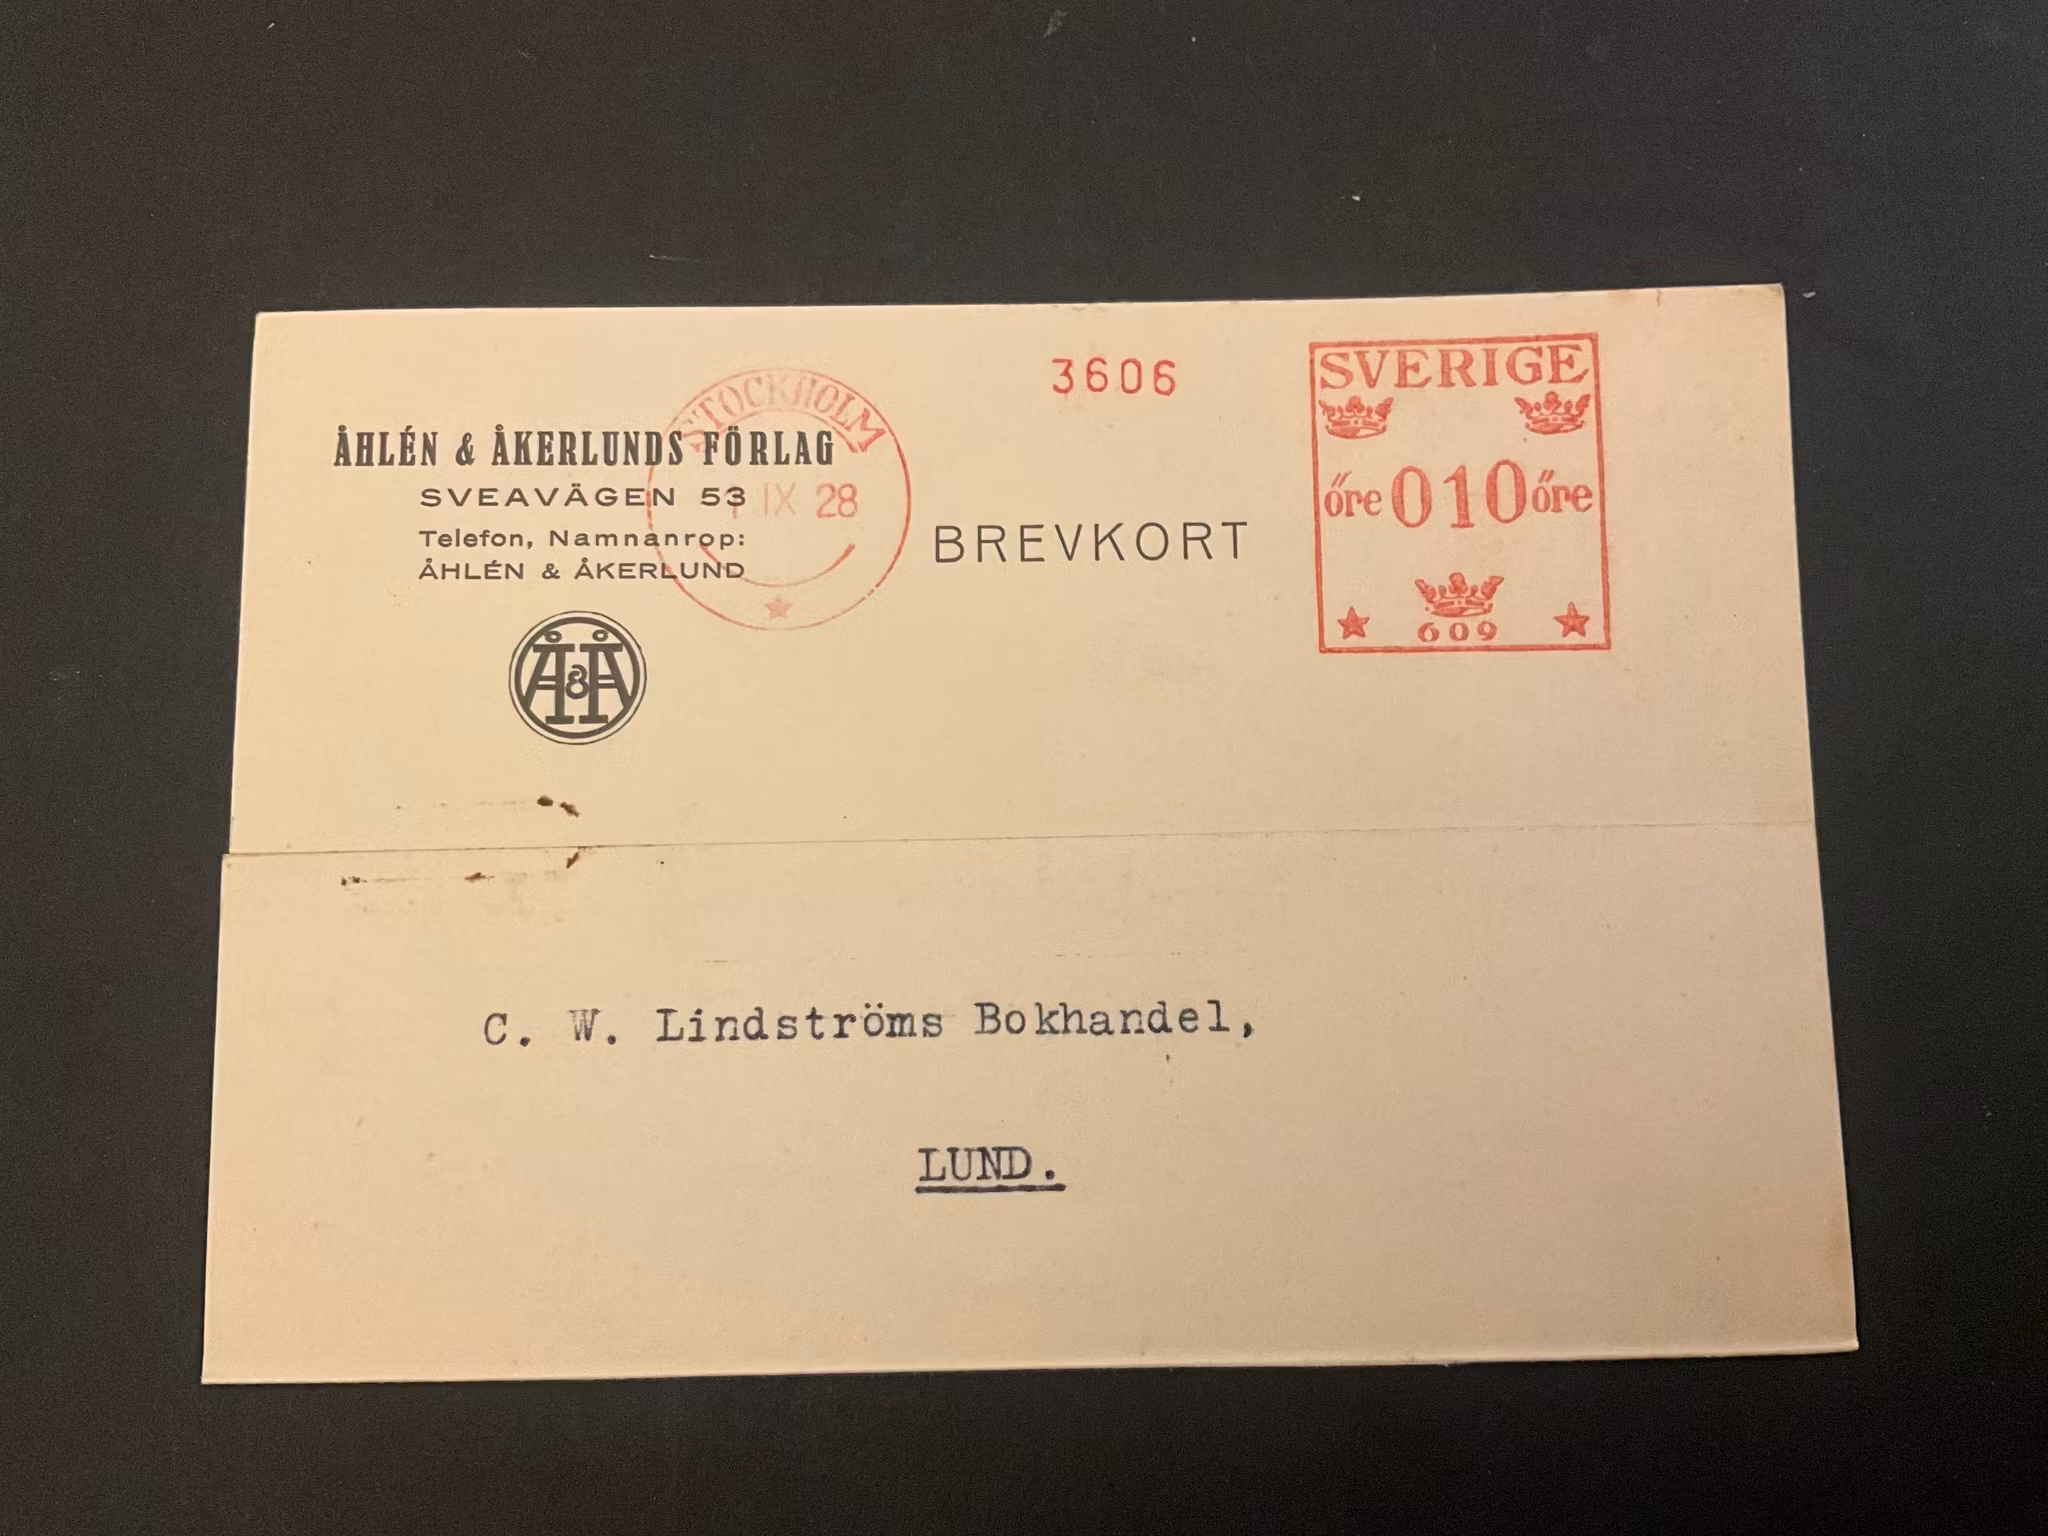 ÅHLÉN & ÅKERLUNDS FÖRLAG
SVEAVÄGEN 53
Telefon, Namnanrop:
ÅHLÉN & ÅKERLUND
Å&Å
STOCKHOLM
IX 28
BREVKORT
3606
SVERIGE
öre 010 öre
609
C. W. Lindströms Bokhandel,
LUND.